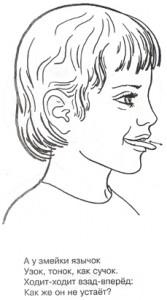 А у змейки язычок
Узок, тонок, как сучок.
Ходит-ходит взад-вперёд:
Как же он не устаёт?